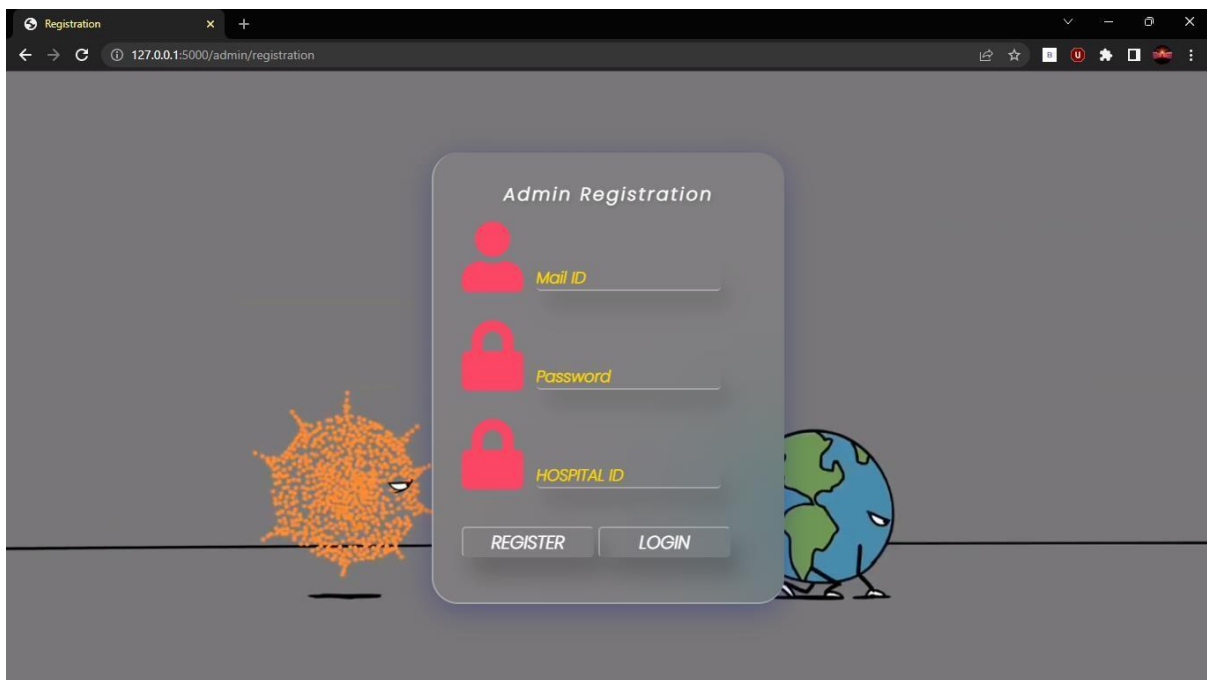 Registration
127.0.0.1:5000/admin/registration
Admin Registration
Mail ID
Password
HOSPITAL ID
REGISTER LOGIN